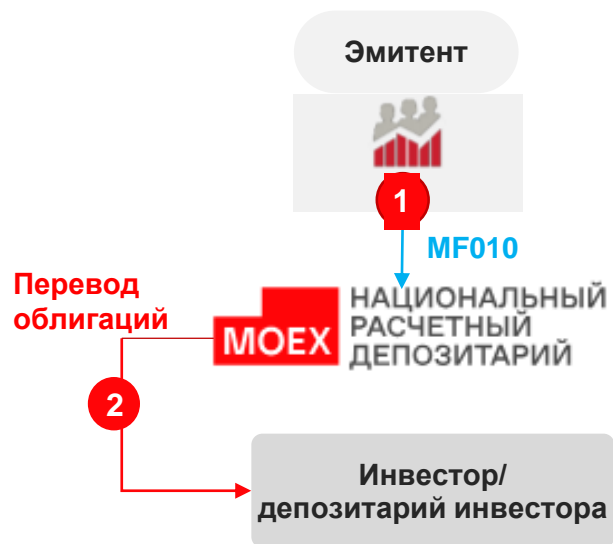 Эмитент
1
MF010
Перевод
облигаций
MOEX
НАЦИОНАЛЬНЫЙ
РАСЧЕТНЫЙ
ДЕПОЗИТАРИЙ
2
Инвестор/
депозитарий инвестора